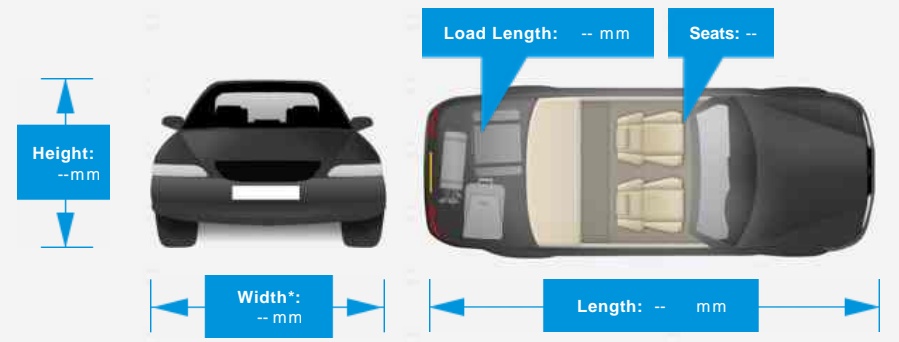 Load Length: -- mm
Seats: --
Height:
--mm
Width*:
-- mm
Length: -- mm